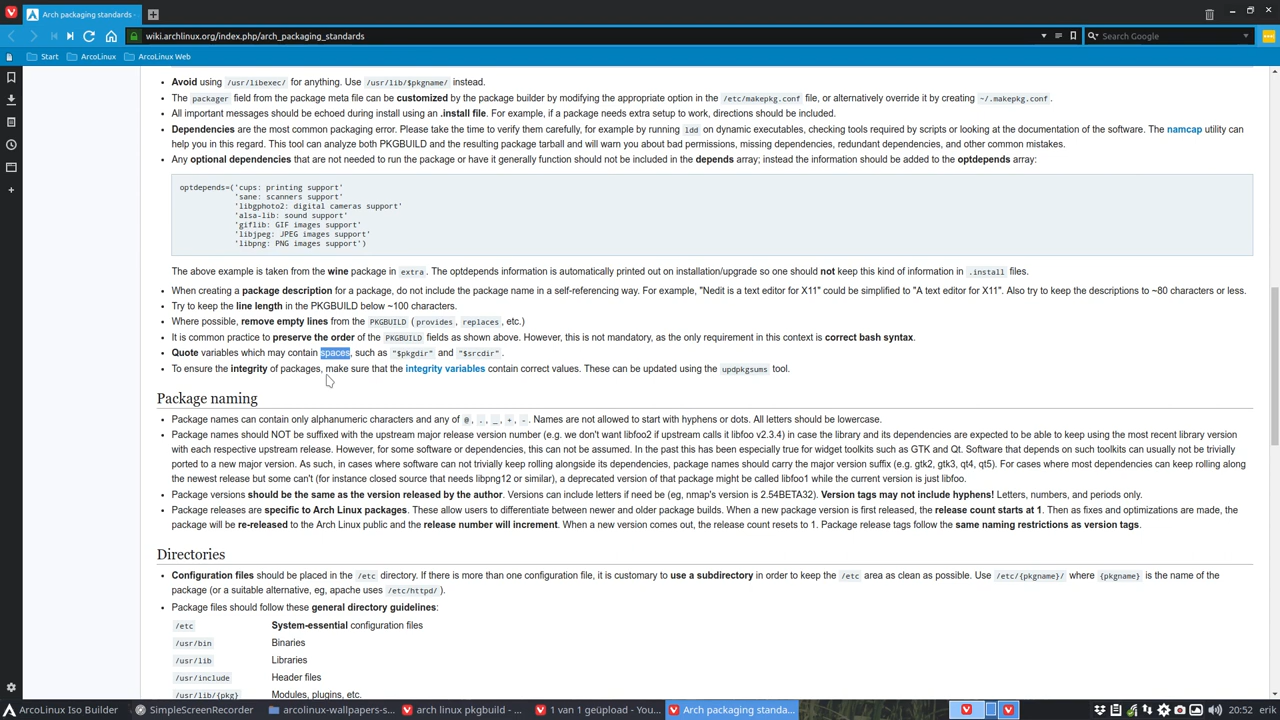 Arch packaging standards -
wiki.archlinux.org/index.php/arch_packaging_standards
Search Google
Start
ArcoLinux
ArcoLinux Web
Avoid using /usr/libexec/ for anything. Use /usr/lib/$pkgname/ instead.
The packager field from the package meta file can be customized by the package builder by modifying the appropriate option in the /etc/makepkg.conf file, or alternatively override it by creating ~/.makepkg.conf.
All important messages should be echoed during install using an .install file. For example, if a package needs extra setup to work, directions should be included.
Dependencies are the most common packaging error. Please take the time to verify them carefully, for example by running ldd on dynamic executables, checking tools required by scripts or looking at the documentation of the software. The namcap utility can
help you in this regard. This tool can analyze both PKGBUILD and the resulting package tarball and will warn you about bad permissions, missing dependencies, redundant dependencies, and other common mistakes.
Any optional dependencies that are not needed to run the package or have it generally function should not be included in the depends array; instead the information should be added to the optdepends array:
optdepends=('cups: printing support'
'sane: scanners support'
'libgphoto2: digital cameras support'
'alsa-lib: sound support'
'giflib: GIF images support'
'libjpeg: JPEG images support'
'libpng: PNG images support')
The above example is taken from the wine package in extra. The optdepends information is automatically printed out on installation/upgrade so one should not keep this kind of information in .install files.
When creating a package description for a package, do not include the package name in a self-referencing way. For example, "Nedit is a text editor for X11" could be simplified to "A text editor for X11". Also try to keep the descriptions to ~80 characters or less.
Try to keep the line length in the PKGBUILD below ~100 characters.
Where possible, remove empty lines from the PKGBUILD (provides, replaces, etc.)
It is common practice to preserve the order of the PKGBUILD fields as shown above. However, this is not mandatory, as the only requirement in this context is correct bash syntax.
Quote variables which may contain spaces, such as "$pkgdir" and "$srcdir".
To ensure the integrity of packages, make sure that the integrity variables contain correct values. These can be updated using the updpkgsums tool.
Package naming
Package names can contain only alphanumeric characters and any of @, ., _, +, -. Names are not allowed to start with hyphens or dots. All letters should be lowercase.
Package names should NOT be suffixed with the upstream major release version number (e.g. we don't want libfoo2 if upstream calls it libfoo v2.3.4) in case the library and its dependencies are expected to be able to keep using the most recent library version
with each respective upstream release. However, for some software or dependencies, this can not be assumed. In the past this has been especially true for widget toolkits such as GTK and Qt. Software that depends on such toolkits can usually not be trivially
ported to a new major version. As such, in cases where software can not trivially keep rolling alongside its dependencies, package names should carry the major version suffix (e.g. gtk2, gtk3, qt4, qt5). For cases where most dependencies can keep rolling along
the newest release but some can't (for instance closed source that needs libpng12 or similar), a deprecated version of that package might be called libfoo1 while the current version is just libfoo.
Package versions should be the same as the version released by the author. Versions can include letters if need be (eg, nmap's version is 2.54BETA32). Version tags may not include hyphens! Letters, numbers, and periods only.
Package releases are specific to Arch Linux packages. These allow users to differentiate between newer and older package builds. When a new package version is first released, the release count starts at 1. Then as fixes and optimizations are made, the
package will be re-released to the Arch Linux public and the release number will increment. When a new version comes out, the release count resets to 1. Package release tags follow the same naming restrictions as version tags.
Directories
Configuration files should be placed in the /etc directory. If there is more than one configuration file, it is customary to use a subdirectory in order to keep the /etc area as clean as possible. Use /etc/{pkgname}/ where {pkgname} is the name of the
package (or a suitable alternative, eg, apache uses /etc/httpd/).
Package files should follow these general directory guidelines:
/etc System-essential configuration files
/usr/bin Binaries
/usr/lib Libraries
/usr/include Header files
/usr/lib/{pkg} Modules, plugins, etc.
ArcoLinux Iso Builder
SimpleScreenRecorder
arcolinux-wallpapers-s...
arch linux pkgbuild - ...
1 van 1 geüpload - You...
Arch packaging standa...
20:52
erik